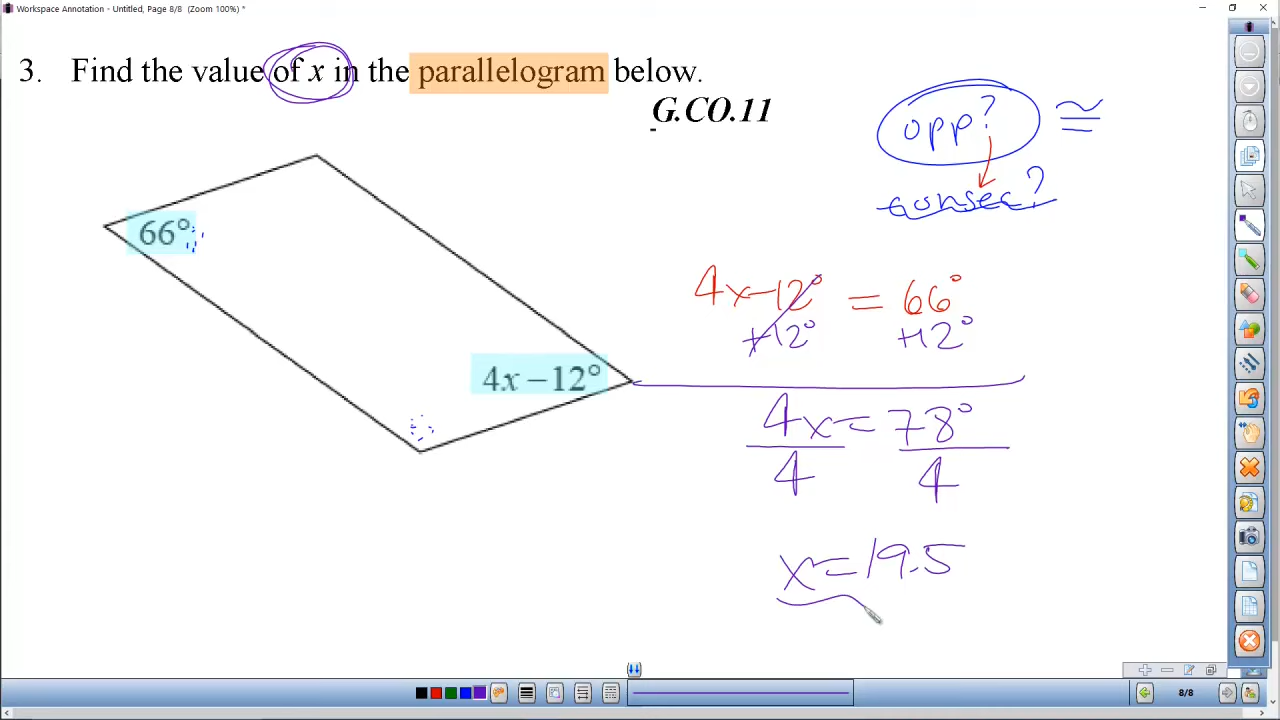 Workspace Annotation - Untitled, Page 8/8 (Zoom 100%) *
3. Find the value of x in the parallelogram below.
G.CO.11
opp? ≅
consec?
66°
4x − 12°
4x − 12° = 66°
+12° +12°
4x = 78°
4 4
x = 19.5
8/8